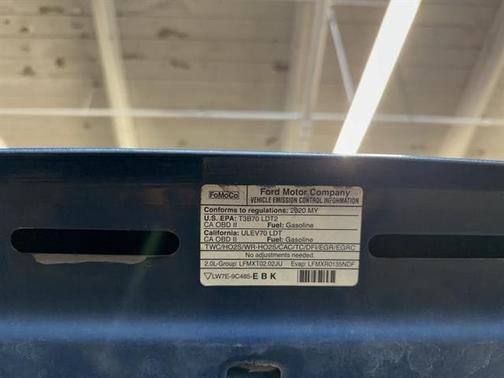 FoMoCo
Ford Motor Company
VEHICLE EMISSION CONTROL INFORMATION
Conforms to regulations: 2020 MY
U.S. EPA: T3B70 LDT2
CA OBD II Fuel: Gasoline
California: ULEV70 LDT
CA OBD II Fuel: Gasoline
TWC/HO2S/WR-HO2S/CAC/TC/DFI/EGR/EGRC
No adjustments needed.
2.0L-Group: LFMXT02.02JU Evap: LFMXR0135NDF
LW7E-9C485-EBK